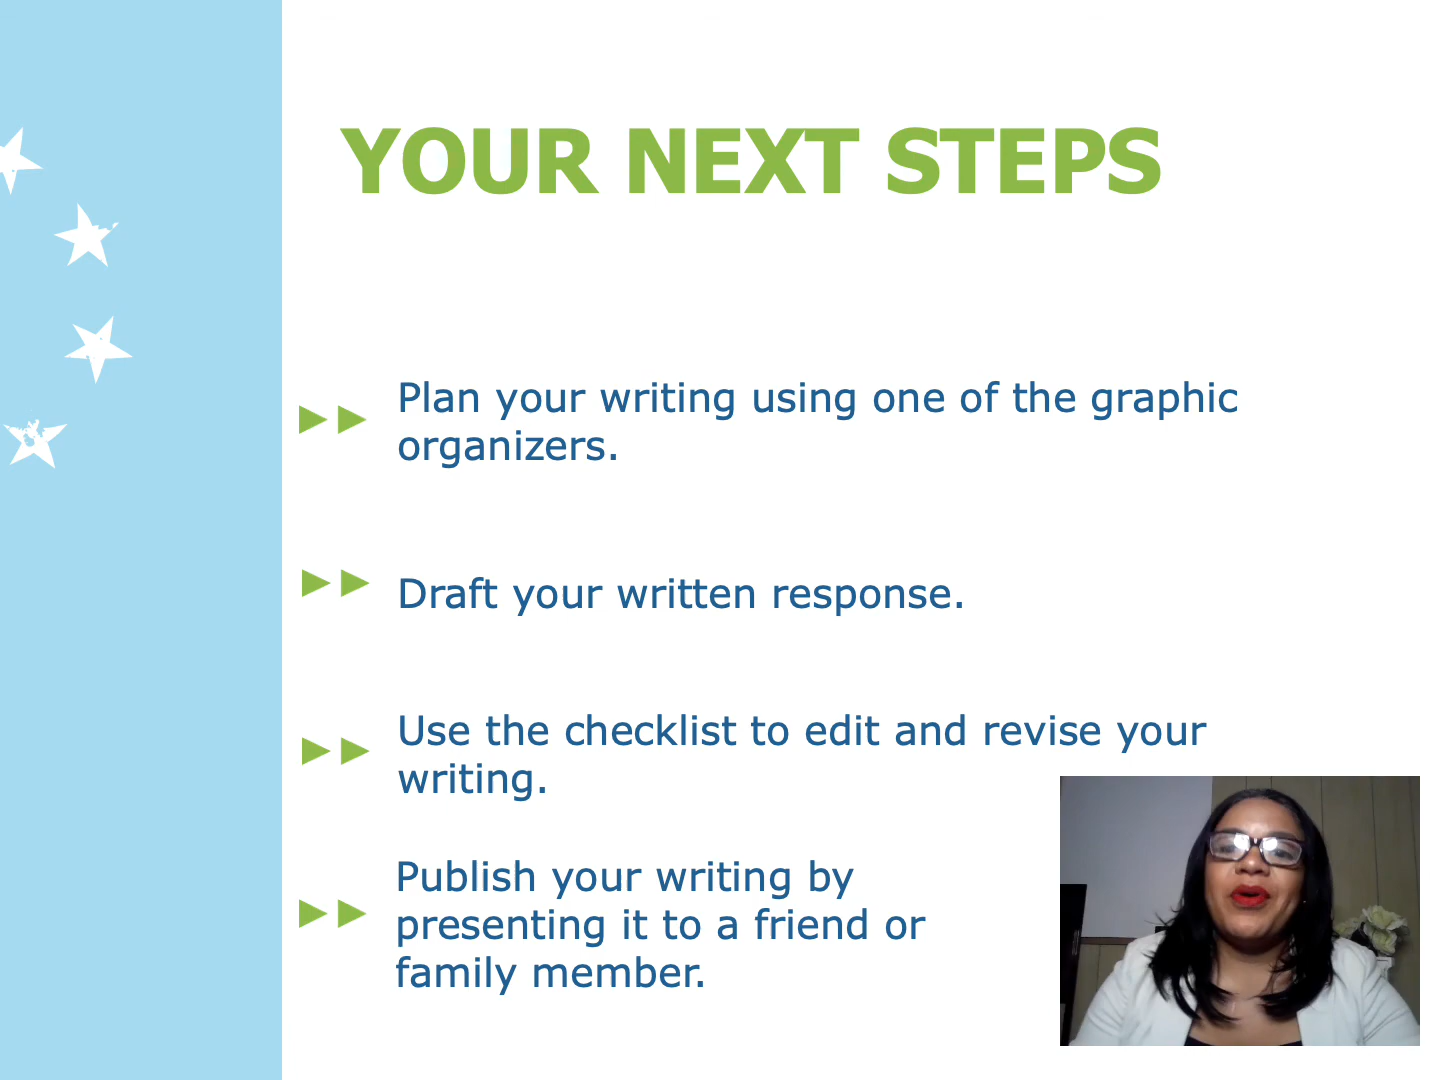 YOUR NEXT STEPS
Plan your writing using one of the graphic
organizers.
Draft your written response.
Use the checklist to edit and revise your
writing.
Publish your writing by
presenting it to a friend or
family member.